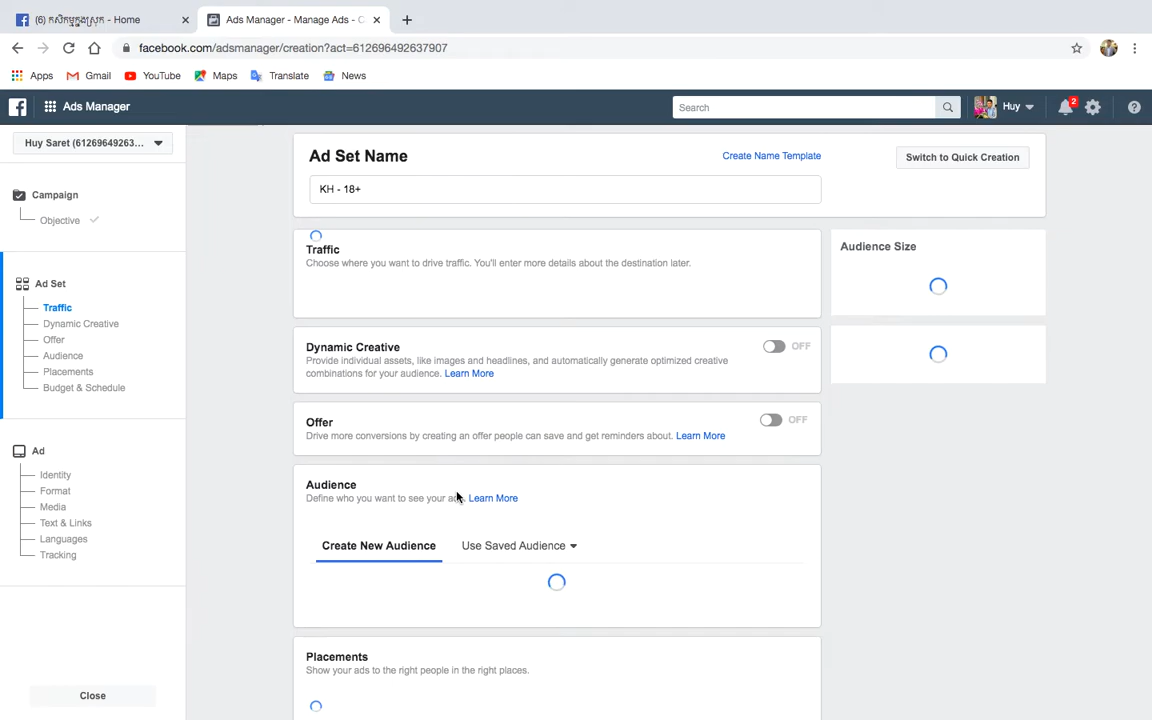 (6) កសិកម្មក្នុងស្រុក - Home
Ads Manager - Manage Ads - C
facebook.com/adsmanager/creation?act=612696492637907
Apps Gmail YouTube Maps Translate News
Ads Manager Search Huy 2
Huy Saret (61269649263...
Ad Set Name Create Name Template Switch to Quick Creation
KH - 18+
Campaign
Objective
Ad Set
Traffic
Dynamic Creative
Offer
Audience
Placements
Budget & Schedule
Ad
Identity
Format
Media
Text & Links
Languages
Tracking
Close
Traffic
Choose where you want to drive traffic. You'll enter more details about the destination later.
Audience Size
Dynamic Creative OFF
Provide individual assets, like images and headlines, and automatically generate optimized creative
combinations for your audience. Learn More
Offer OFF
Drive more conversions by creating an offer people can save and get reminders about. Learn More
Audience
Define who you want to see your ads. Learn More
Create New Audience Use Saved Audience
Placements
Show your ads to the right people in the right places.